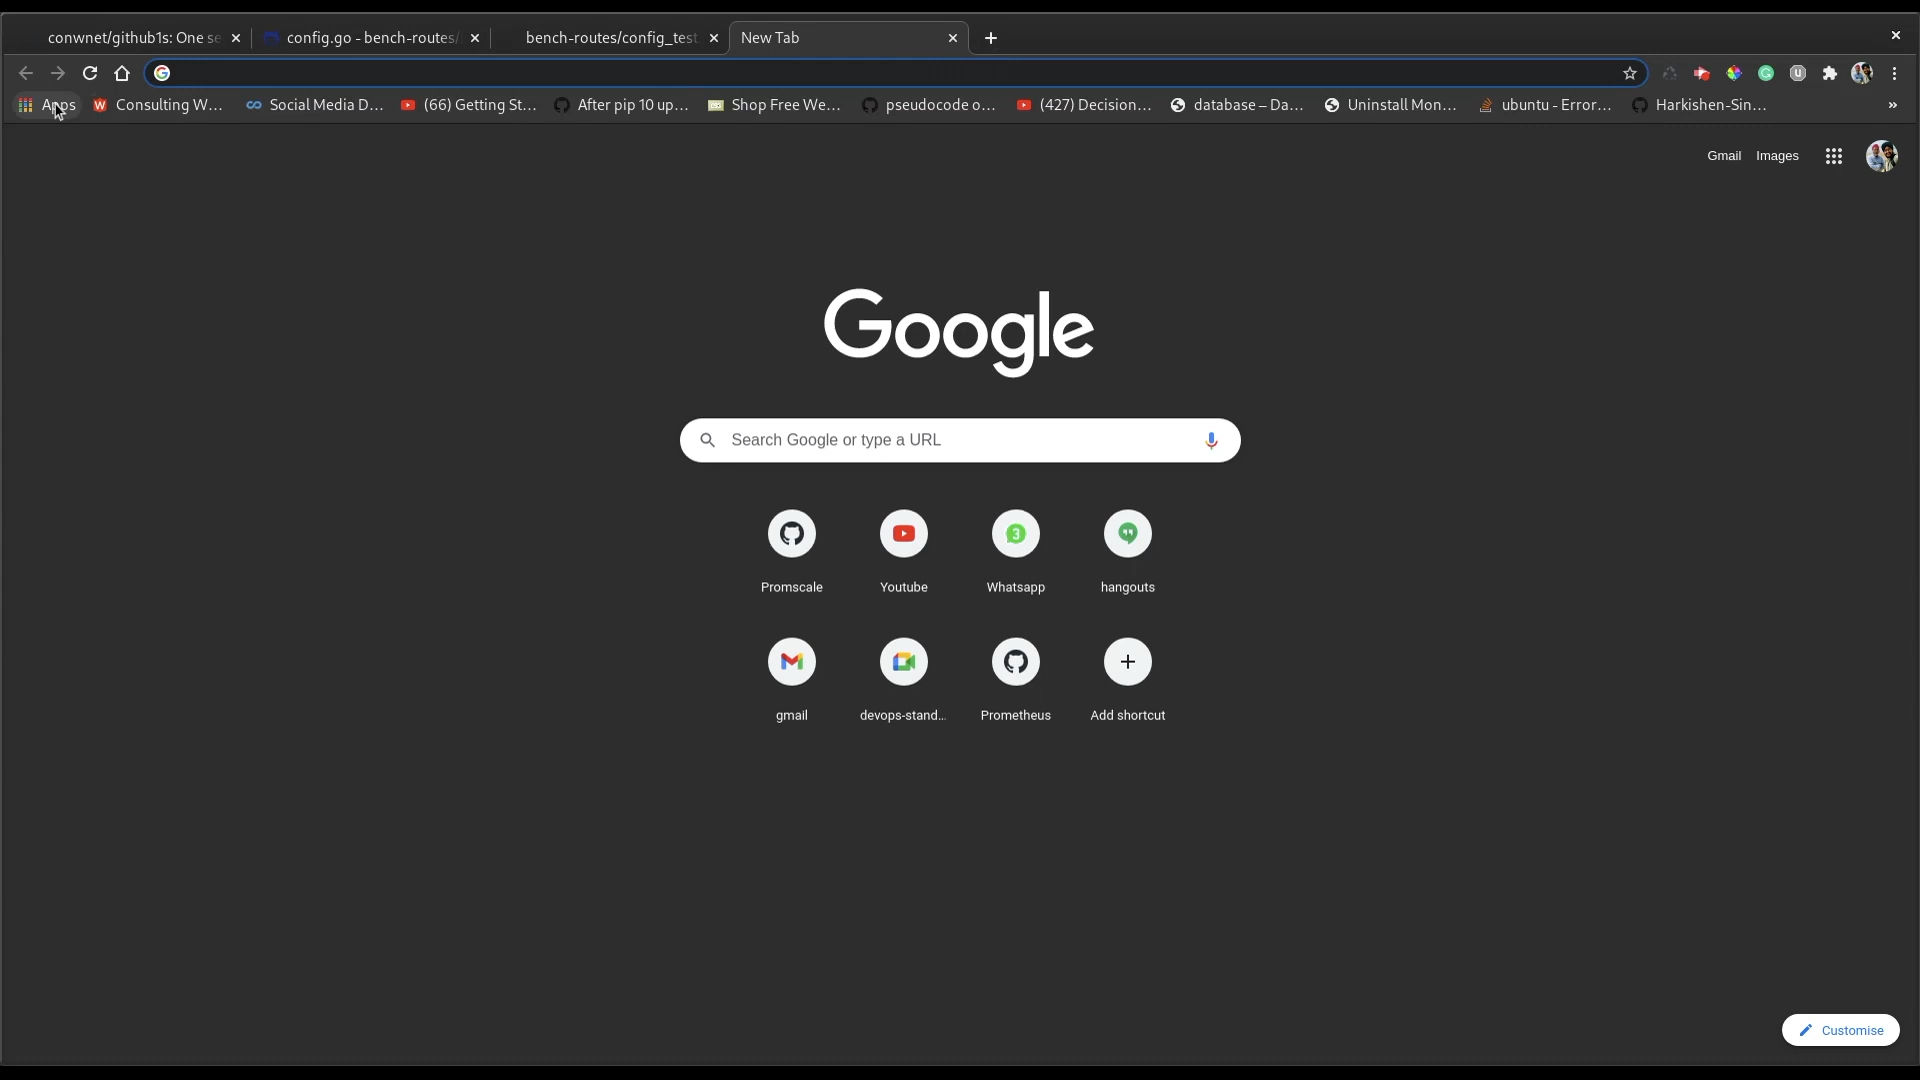 conwnet/github1s: One se
config.go - bench-routes/
bench-routes/config_test
New Tab
Apps
Consulting W...
Social Media D...
(66) Getting St...
After pip 10 up...
Shop Free We...
pseudocode o...
(427) Decision...
database – Da...
Uninstall Mon...
ubuntu - Error...
Harkishen-Sin...
»
Gmail Images
Google
Search Google or type a URL
3
Promscale Youtube Whatsapp hangouts
gmail devops-stand... Prometheus Add shortcut
Customise